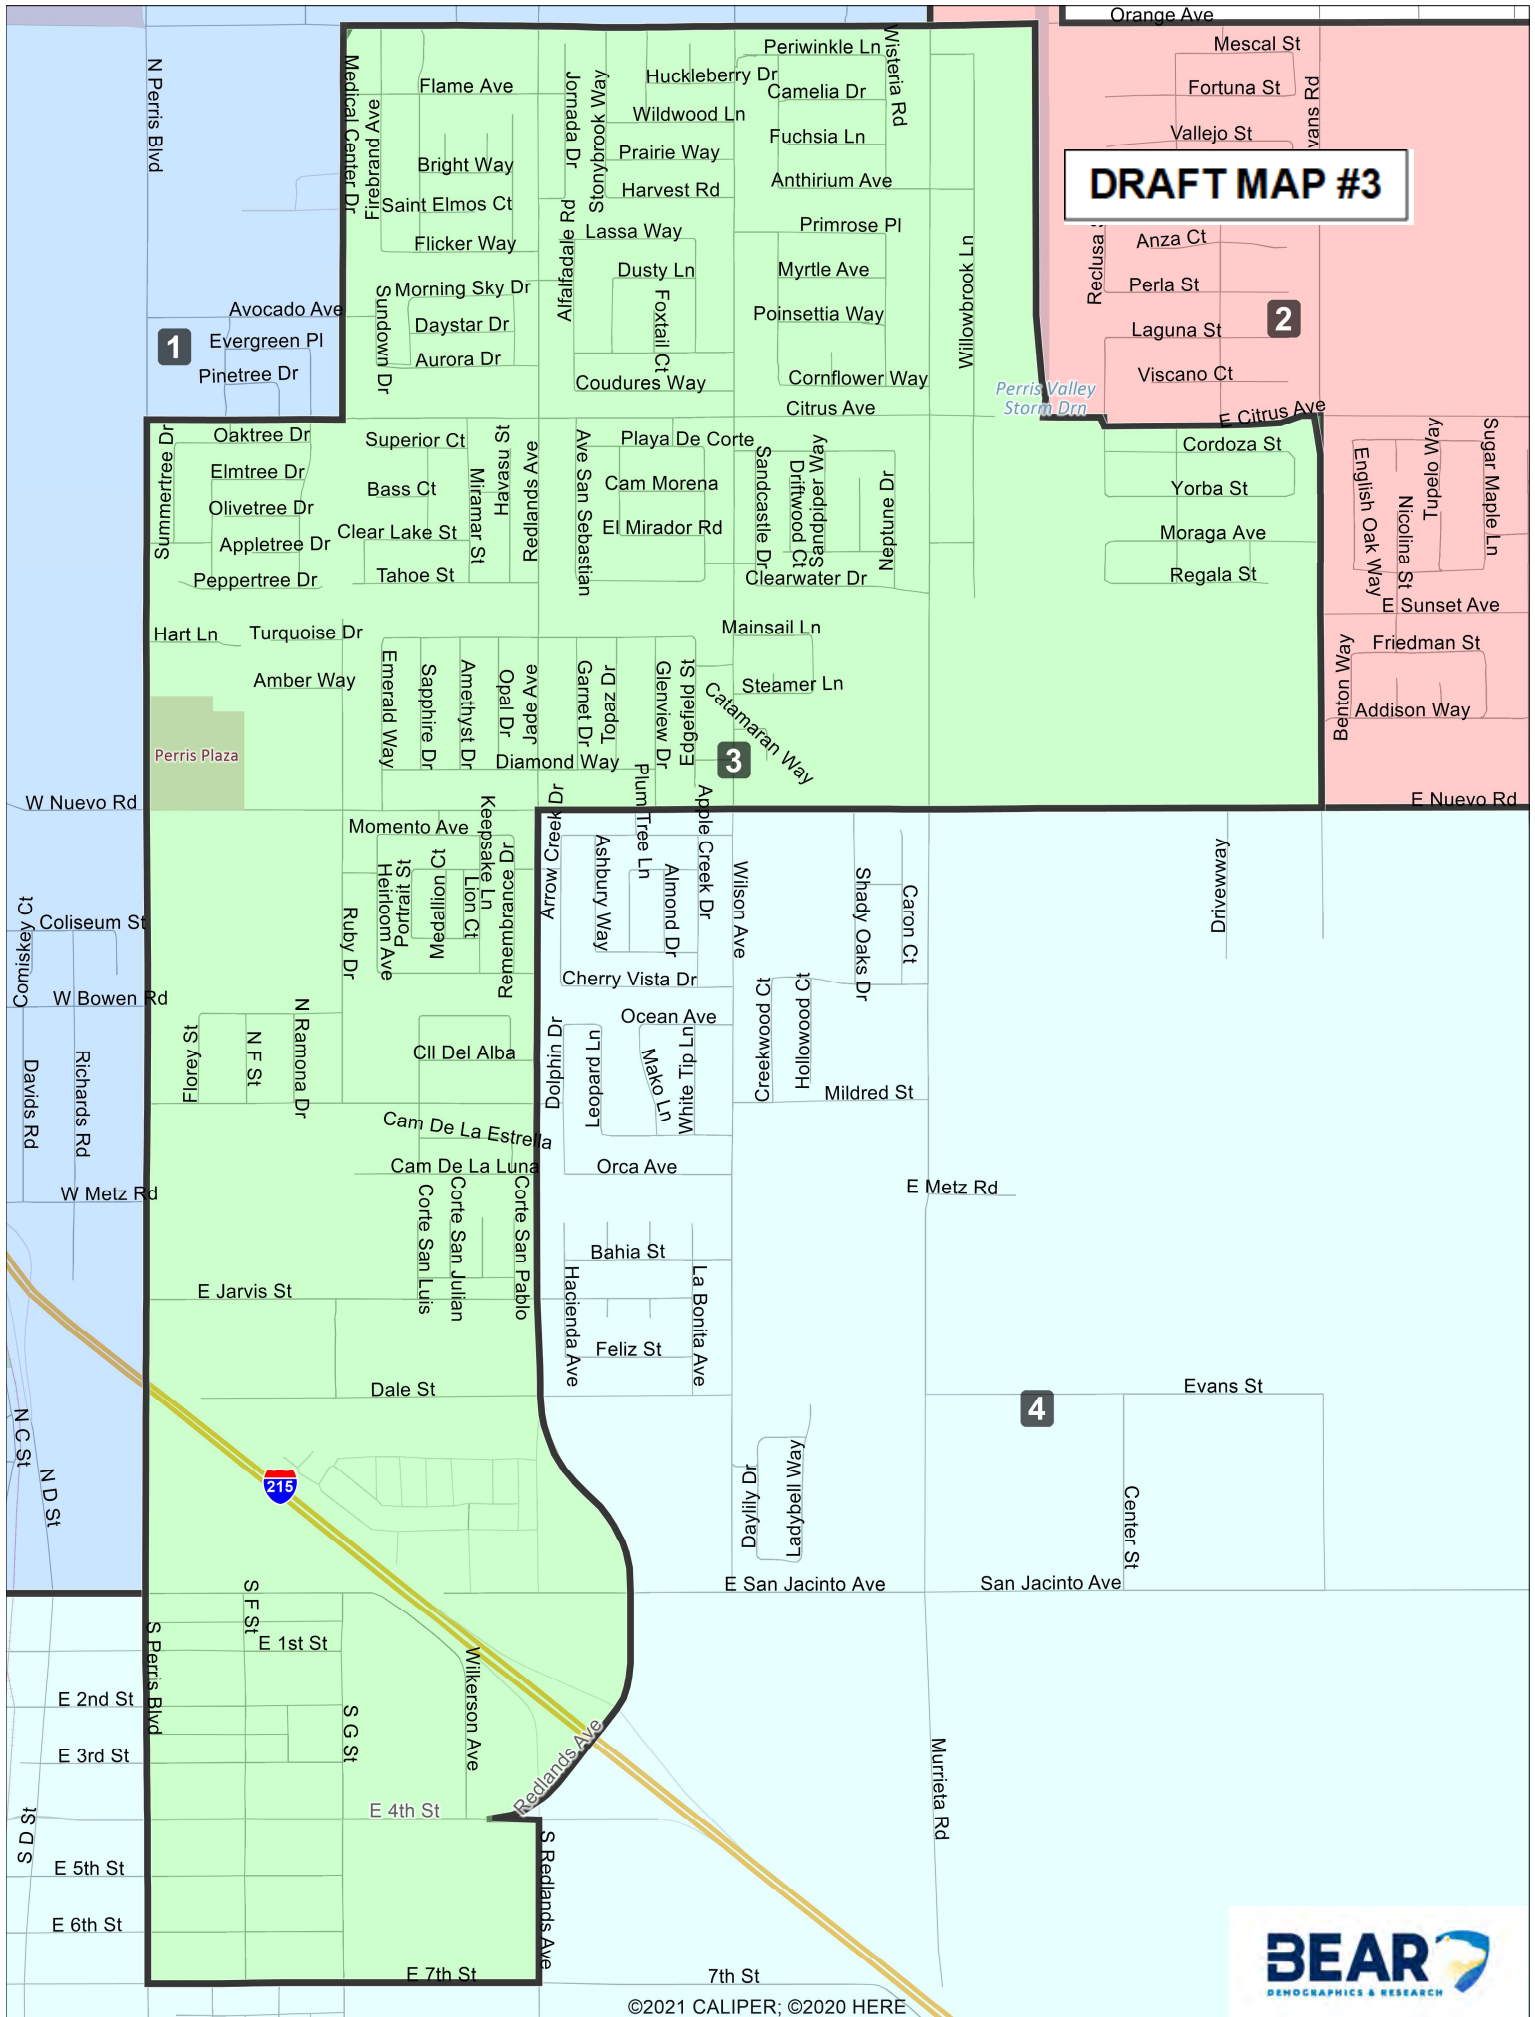 Orange Ave
Mescal St
Fortuna St
Vallejo St
vans Rd
DRAFT MAP #3
Reclusa S
Anza Ct
Perla St
Laguna St
2
Viscano Ct
E Citrus Ave
Perris Valley
Storm Drn
N Perris Blvd
Medical Center Dr
Firebrand Ave
Flame Ave
Bright Way
Saint Elmos Ct
Flicker Way
Morning Sky Dr
Sundown Dr
Daystar Dr
Aurora Dr
Avocado Ave
1
Evergreen Pl
Pinetree Dr
Jornada Dr
Stonybrook Way
Alfalfadale Rd
Huckleberry Dr
Wildwood Ln
Prairie Way
Harvest Rd
Lassa Way
Dusty Ln
Foxtail Ct
Coudures Way
Periwinkle Ln
Wisteria Rd
Camelia Dr
Fuchsia Ln
Anthirium Ave
Primrose Pl
Myrtle Ave
Poinsettia Way
Cornflower Way
Willowbrook Ln
Citrus Ave
Summertree Dr
Oaktree Dr
Elmtree Dr
Olivetree Dr
Appletree Dr
Peppertree Dr
Superior Ct
Bass Ct
Clear Lake St
Tahoe St
Miramar St
Havasu St
Redlands Ave
Ave San Sebastian
Playa De Corte
Cam Morena
El Mirador Rd
Sandcastle Dr
Driftwood Ct
Sandpiper Way
Neptune Dr
Clearwater Dr
Cordoza St
Yorba St
Moraga Ave
Regala St
English Oak Way
Nicolina St
Tupelo Way
Sugar Maple Ln
E Sunset Ave
Friedman St
Benton Way
Addison Way
E Nuevo Rd
Hart Ln
Turquoise Dr
Amber Way
Perris Plaza
Emerald Way
Sapphire Dr
Amethyst Dr
Opal Dr
Jade Ave
Garnet Dr
Topaz Dr
Glenview Dr
Edgefield St
Diamond Way
Mainsail Ln
Steamer Ln
Catamaran Way
3
W Nuevo Rd
Momento Ave
Keepsake Ln
Heirloom Ave
Portrait St
Medallion Ct
Lion Ct
Remembrance Dr
Ruby Dr
Arrow Creek Dr
Ashbury Way
Plum Tree Ln
Almond Dr
Apple Creek Dr
Wilson Ave
Shady Oaks Dr
Caron Ct
Driveway
Cherry Vista Dr
Comiskey Ct
Coliseum St
W Bowen Rd
Davids Rd
Richards Rd
W Metz Rd
Florey St
N F St
N Ramona Dr
Cll Del Alba
Cam De La Estrella
Cam De La Luna
Corte San Luis
Corte San Julian
Corte San Pablo
Ocean Ave
Dolphin Dr
Leopard Ln
Mako Ln
White Tip Ln
Creekwood Ct
Hollowood Ct
Mildred St
Orca Ave
E Metz Rd
Bahia St
Hacienda Ave
La Bonita Ave
Feliz St
E Jarvis St
Dale St
Evans St
4
N C St
N D St
215
Daylily Dr
Ladybell Way
Center St
E San Jacinto Ave
San Jacinto Ave
S F St
E 1st St
S Perris Blvd
E 2nd St
E 3rd St
S G St
Wilkerson Ave
Redlands Ave
E 4th St
S D St
E 5th St
E 6th St
S Redlands Ave
Murrieta Rd
E 7th St
7th St
©2021 CALIPER; ©2020 HERE
BEAR
DEMOGRAPHICS & RESEARCH